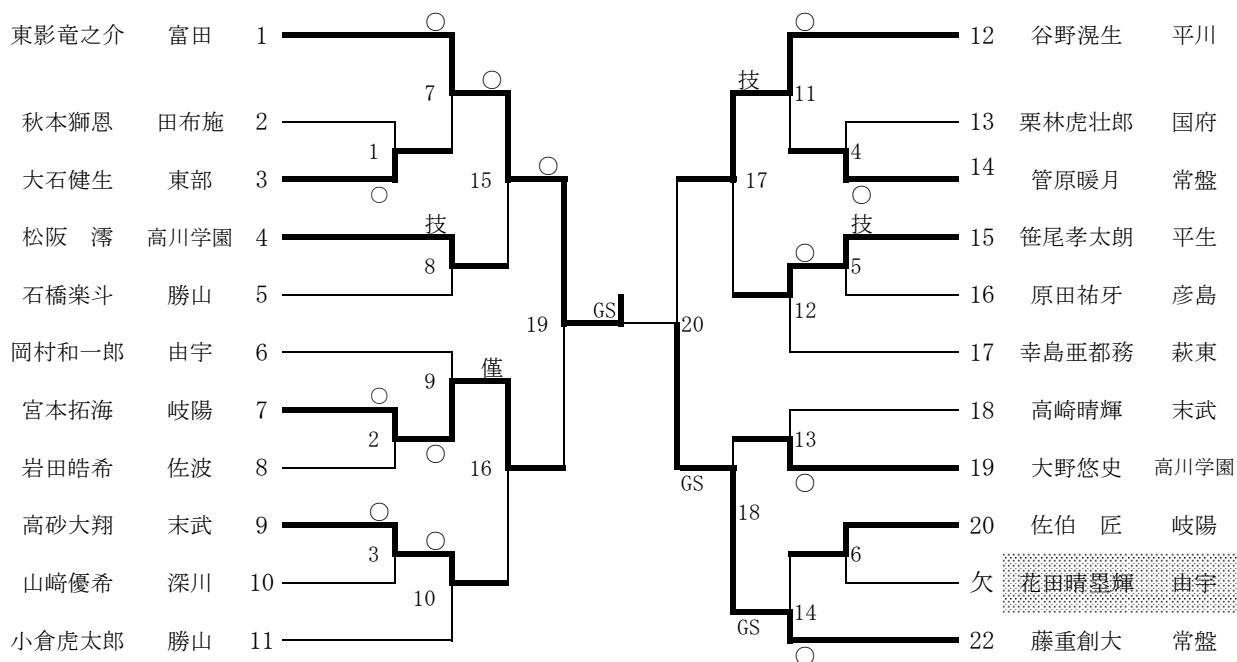 東影竜之介 富田 1
秋本獅恩 田布施 2
大石健生 東部 3
松阪 澪 高川学園 4
石橋楽斗 勝山 5
岡村和一郎 由宇 6
宮本拓海 岐陽 7
岩田皓希 佐波 8
高砂大翔 末武 9
山﨑優希 深川 10
小倉虎太郎 勝山 11
○
7
○
1
○
15
○
技
8
19
GS
9
僅
○
2
○
16
○
3
○
10
○
技
11
4
○
17
○
技
5
12
20
13
○
GS
18
6
GS
14
○
12 谷野滉生 平川
13 栗林虎壮郎 国府
14 管原暖月 常盤
15 笹尾孝太朗 平生
16 原田祐牙 彦島
17 幸島亜都務 萩東
18 高崎晴輝 末武
19 大野悠史 高川学園
20 佐伯 匠 岐陽
欠 花田晴塁輝 由宇
22 藤重創大 常盤